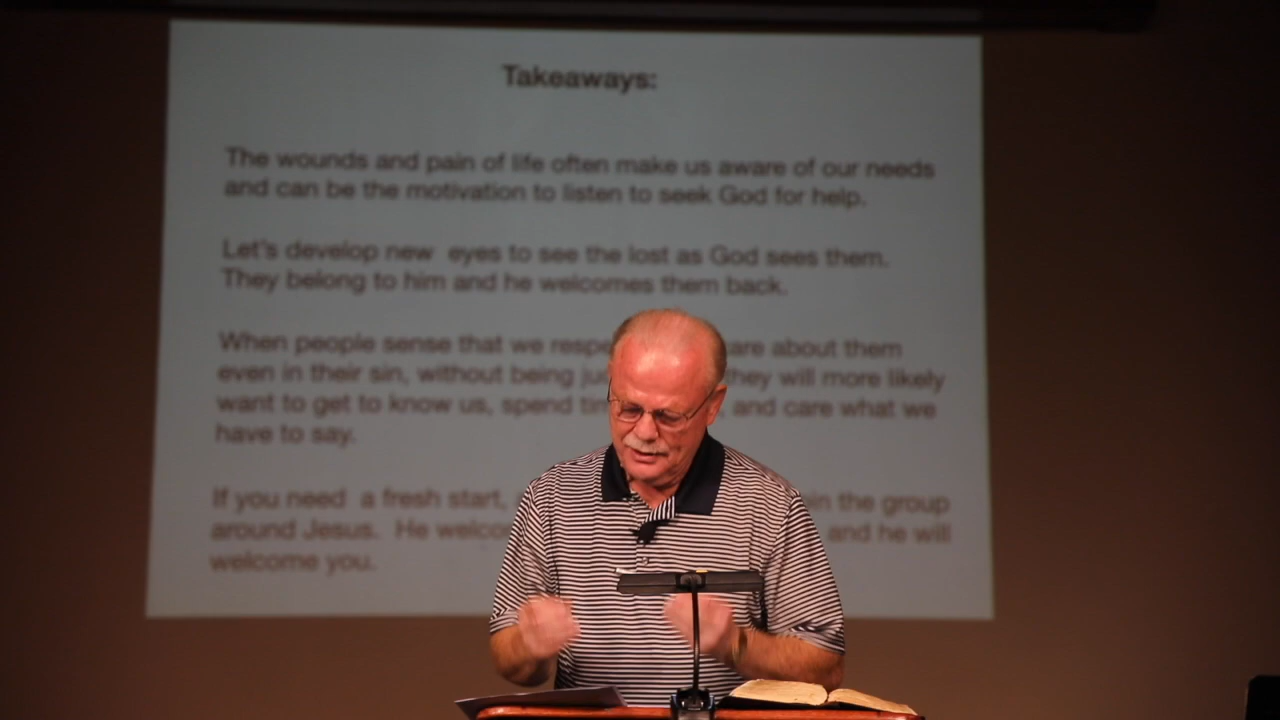 Takeaways:
The wounds and pain of life often make us aware of our needs
and can be the motivation to listen to seek God for help.
Let's develop new eyes to see the lost as God sees them.
They belong to him and he welcomes them back.
When people sense that we are about them
even in their sin, without being they will more likely
want to get to know us, spend and care what we
have to say.
If you need a fresh start, the group
around Jesus. He and he will
welcome you.